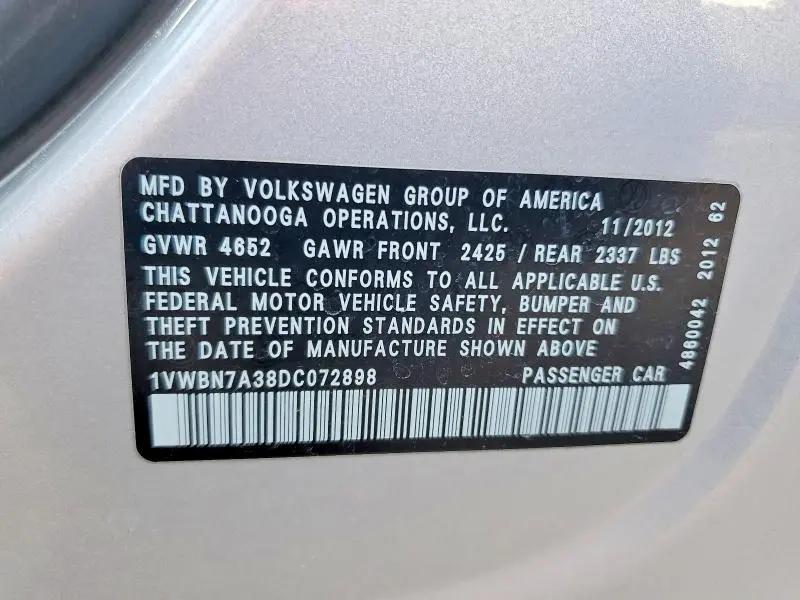 MFD BY VOLKSWAGEN GROUP OF AMERICA
CHATTANOOGA OPERATIONS, LLC. 11/2012
GVWR 4652 GAWR FRONT 2425 / REAR 2337 LBS
THIS VEHICLE CONFORMS TO ALL APPLICABLE U.S.
FEDERAL MOTOR VEHICLE SAFETY, BUMPER AND
THEFT PREVENTION STANDARDS IN EFFECT ON
THE DATE OF MANUFACTURE SHOWN ABOVE
1VWBN7A38DC072898 PASSENGER CAR
4860042 2012 62